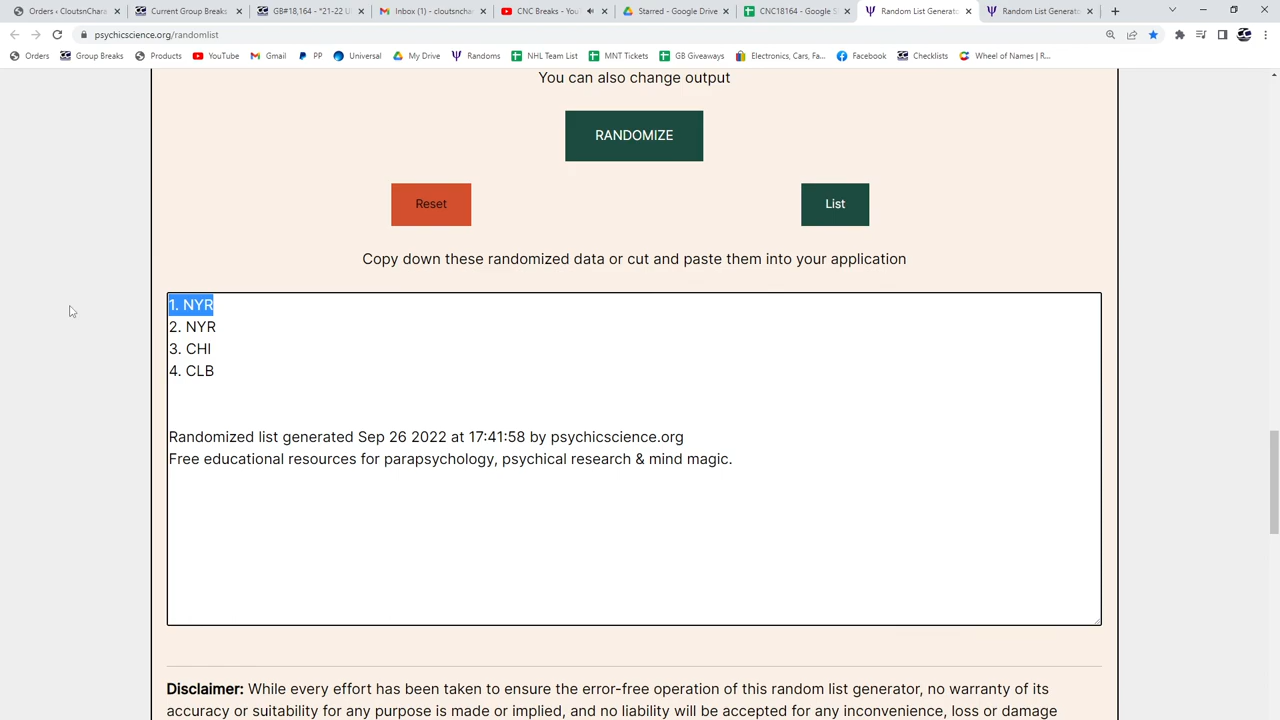 Orders ‹ CloutsnChara
Current Group Breaks
GB#18,164 - *21-22 U
Inbox (1) - cloutsnchar
CNC Breaks - You
Starred - Google Drive
CNC18164 - Google S
Random List Generato
Random List Generato
psychicscience.org/randomlist
Orders
Group Breaks
Products
YouTube
Gmail
PP
Universal
My Drive
Randoms
NHL Team List
MNT Tickets
GB Giveaways
Electronics, Cars, Fa...
Facebook
Checklists
Wheel of Names | R...
You can also change output
RANDOMIZE
Reset
List
Copy down these randomized data or cut and paste them into your application
1. NYR
2. NYR
3. CHI
4. CLB
Randomized list generated Sep 26 2022 at 17:41:58 by psychicscience.org
Free educational resources for parapsychology, psychical research & mind magic.
Disclaimer: While every effort has been taken to ensure the error-free operation of this random list generator, no warranty of its
accuracy or suitability for any purpose is made or implied, and no liability will be accepted for any inconvenience, loss or damage